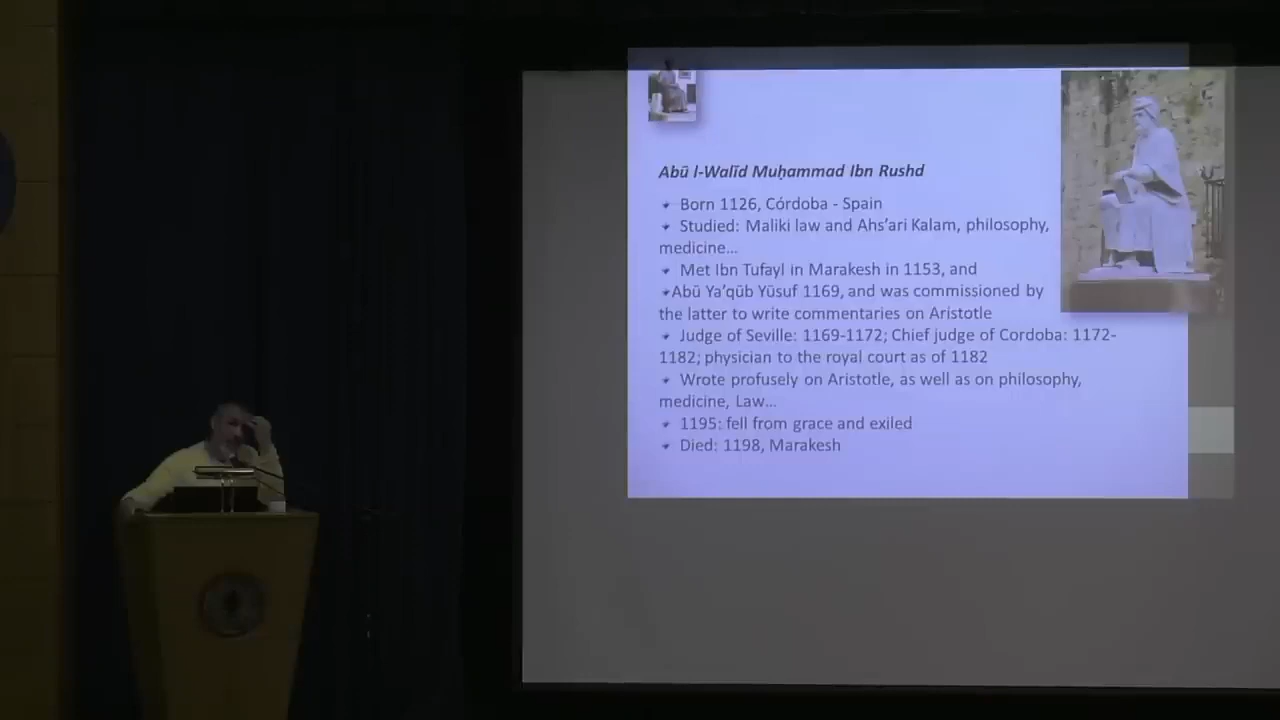 Abū l-Walīd Muḥammad Ibn Rushd
Born 1126, Córdoba - Spain
Studied: Maliki law and Ahs'ari Kalam, philosophy,
medicine...
Met Ibn Tufayl in Marakesh in 1153, and
Abū Ya'qūb Yūsuf 1169, and was commissioned by
the latter to write commentaries on Aristotle
Judge of Seville: 1169-1172; Chief judge of Cordoba: 1172-
1182; physician to the royal court as of 1182
Wrote profusely on Aristotle, as well as on philosophy,
medicine, Law...
1195: fell from grace and exiled
Died: 1198, Marakesh